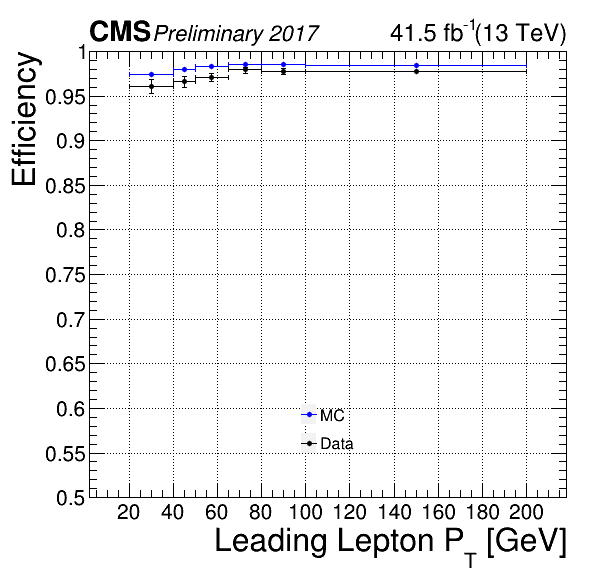 CMS Preliminary 2017 41.5 fb⁻¹(13 TeV)
Efficiency
1
0.95
0.9
0.85
0.8
0.75
0.7
0.65
0.6
0.55
0.5
MC
Data
20 40 60 80 100 120 140 160 180 200
Leading Lepton P_T [GeV]